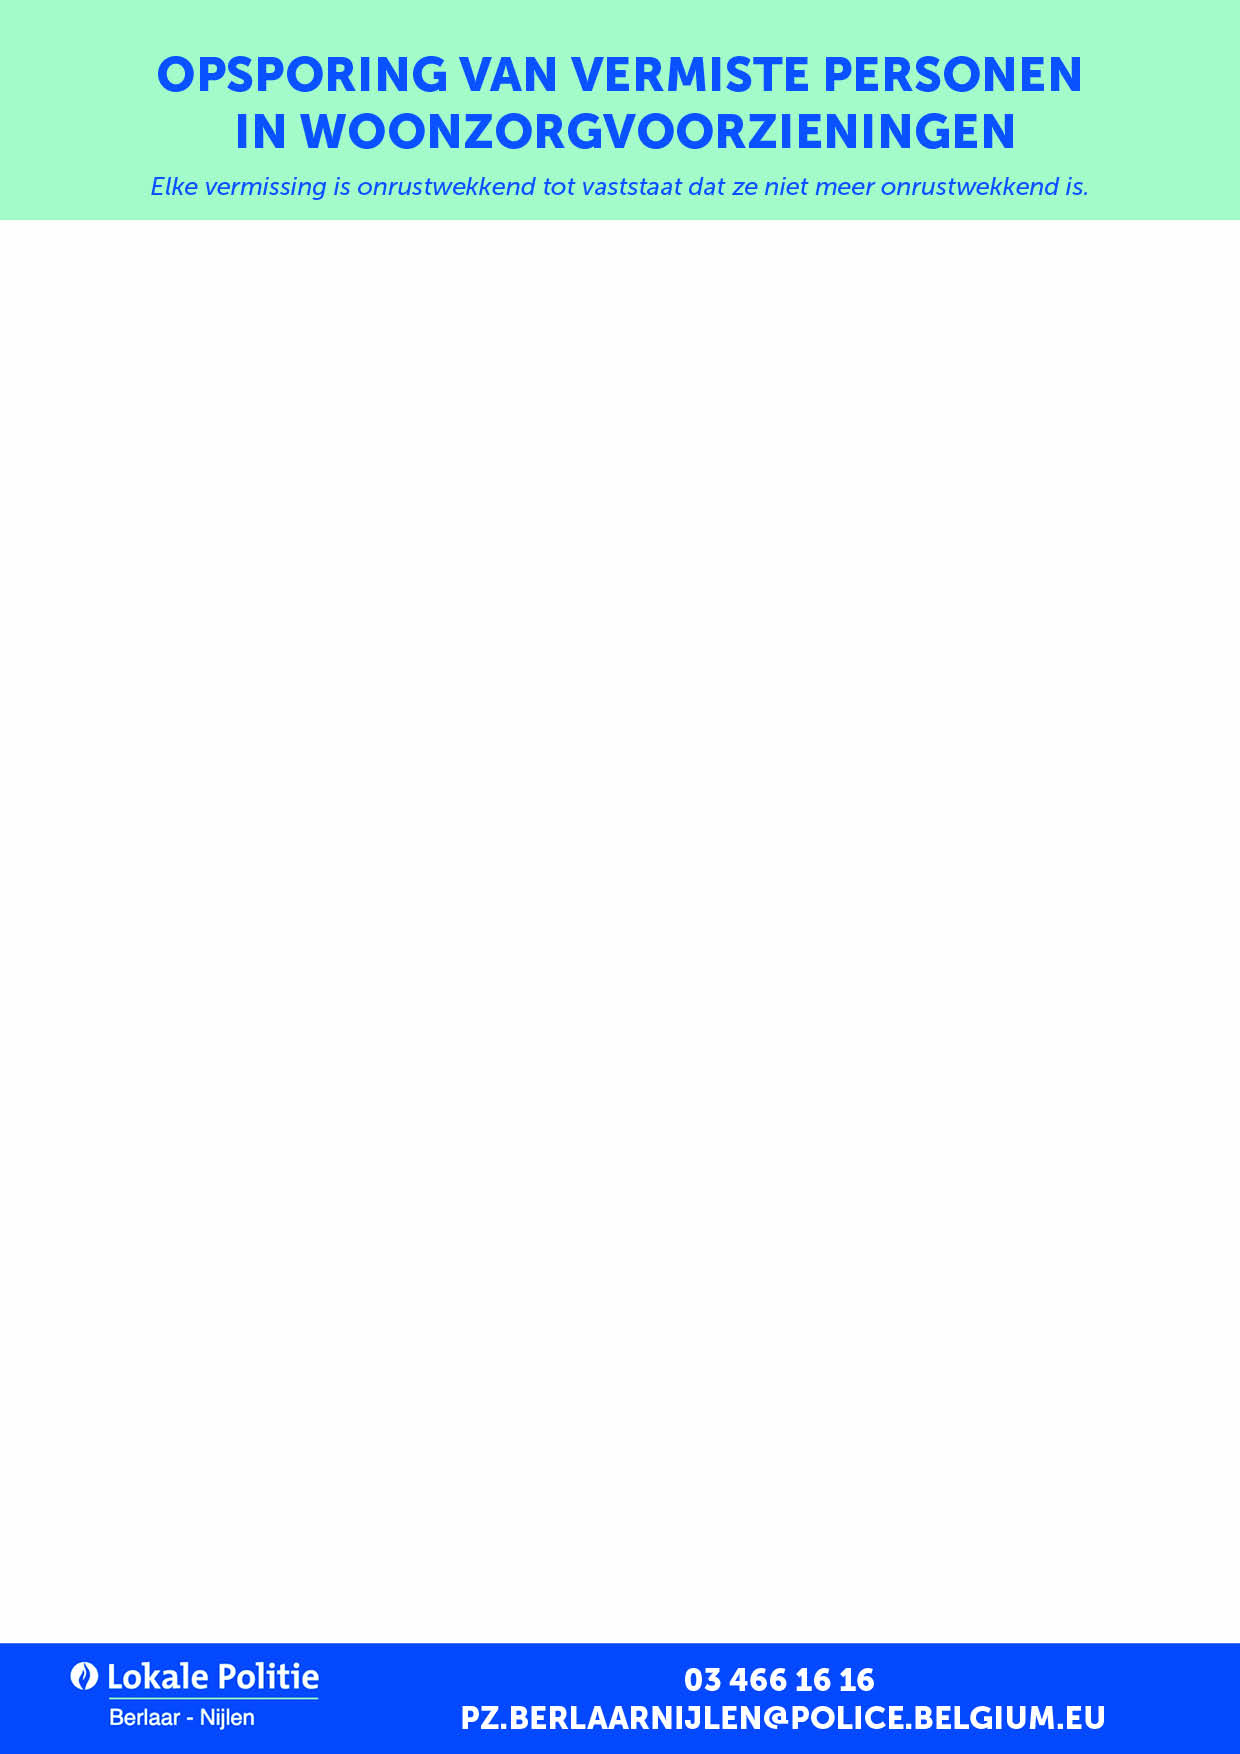 OPSPORING VAN VERMISTE PERSONEN
IN WOONZORGVOORZIENINGEN
Elke vermissing is onrustwekkend tot vaststaat dat ze niet meer onrustwekkend is.
Lokale Politie
Berlaar - Nijlen
03 466 16 16
PZ.BERLAARNIJLEN@POLICE.BELGIUM.EU